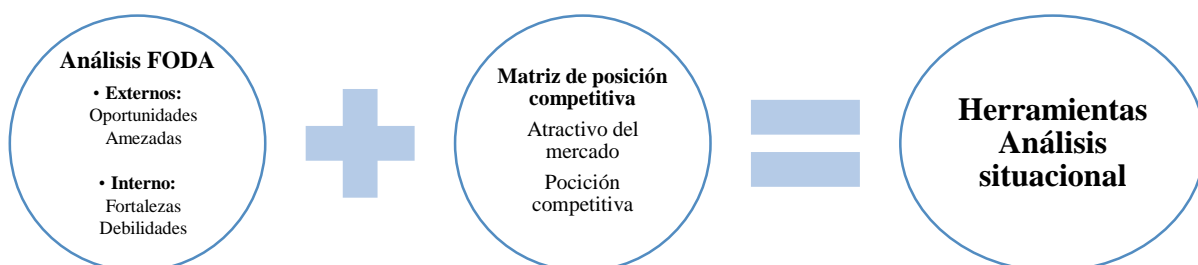 Análisis FODA
• Externos:
Oportunidades
Amezadas
• Interno:
Fortalezas
Debilidades
Matriz de posición
competitiva
Atractivo del
mercado
Pocición
competitiva
Herramientas
Análisis
situacional